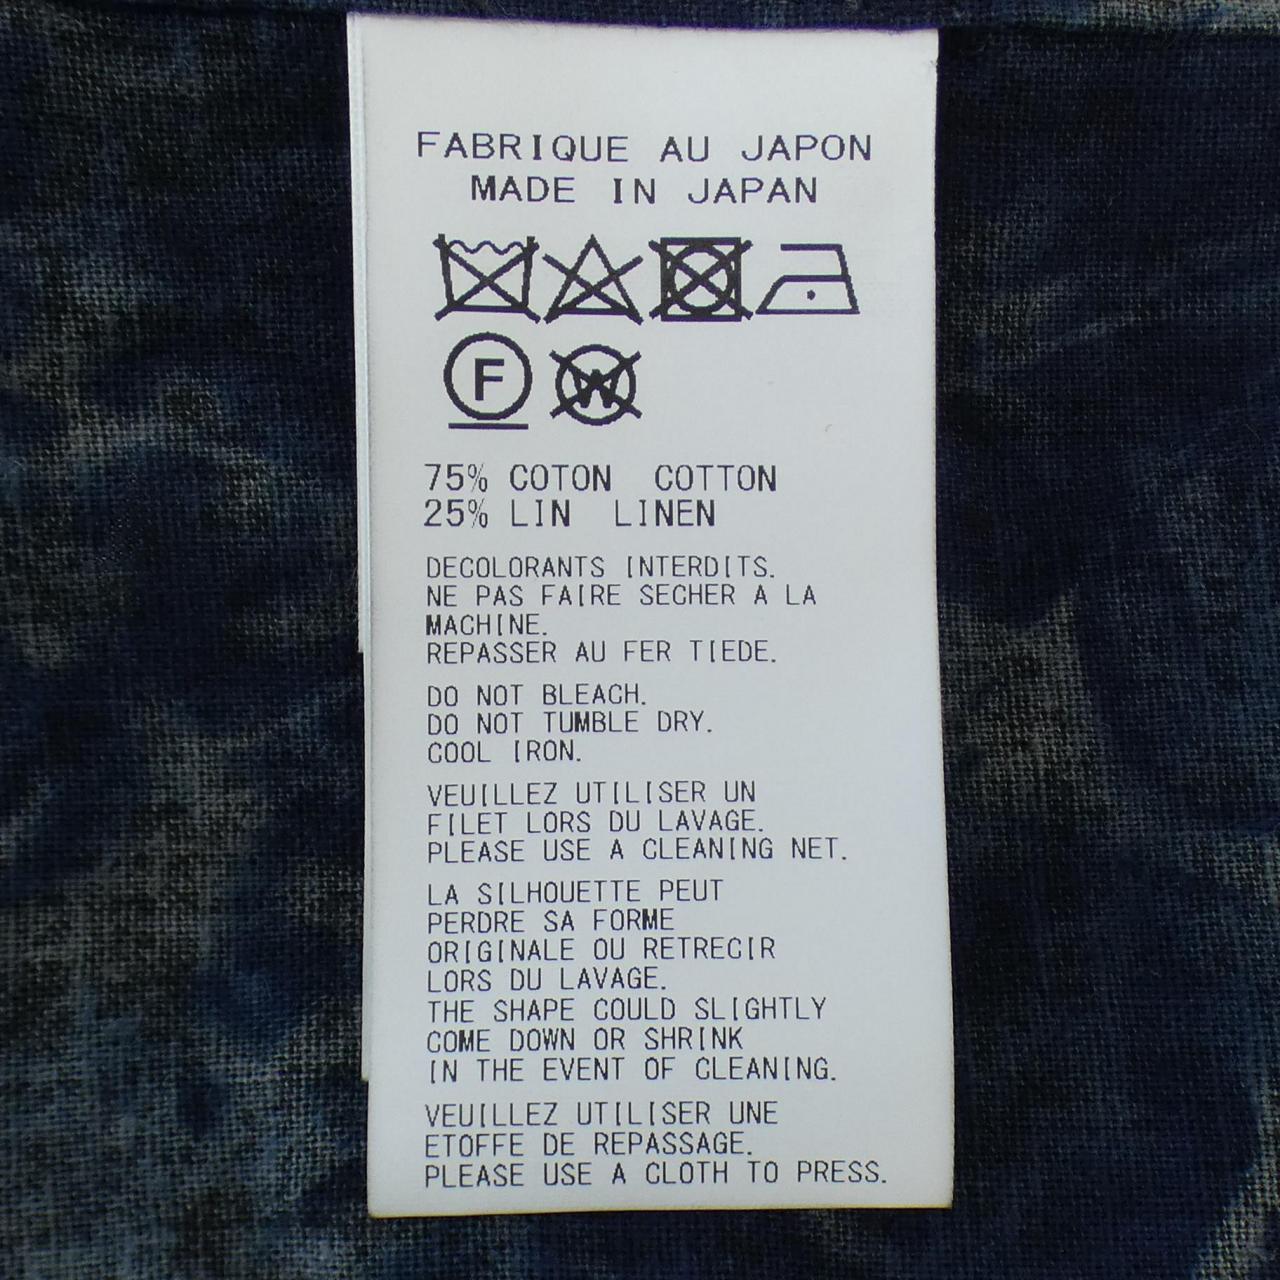 FABRIQUE AU JAPON
MADE IN JAPAN
F W
75% COTON COTTON
25% LIN LINEN
DECOLORANTS INTERDITS.
NE PAS FAIRE SECHER A LA
MACHINE.
REPASSER AU FER TIEDE.
DO NOT BLEACH.
DO NOT TUMBLE DRY.
COOL IRON.
VEUILLEZ UTILISER UN
FILET LORS DU LAVAGE.
PLEASE USE A CLEANING NET.
LA SILHOUETTE PEUT
PERDRE SA FORME
ORIGINALE OU RETRECIR
LORS DU LAVAGE.
THE SHAPE COULD SLIGHTLY
COME DOWN OR SHRINK
IN THE EVENT OF CLEANING.
VEUILLEZ UTILISER UNE
ETOFFE DE REPASSAGE.
PLEASE USE A CLOTH TO PRESS.